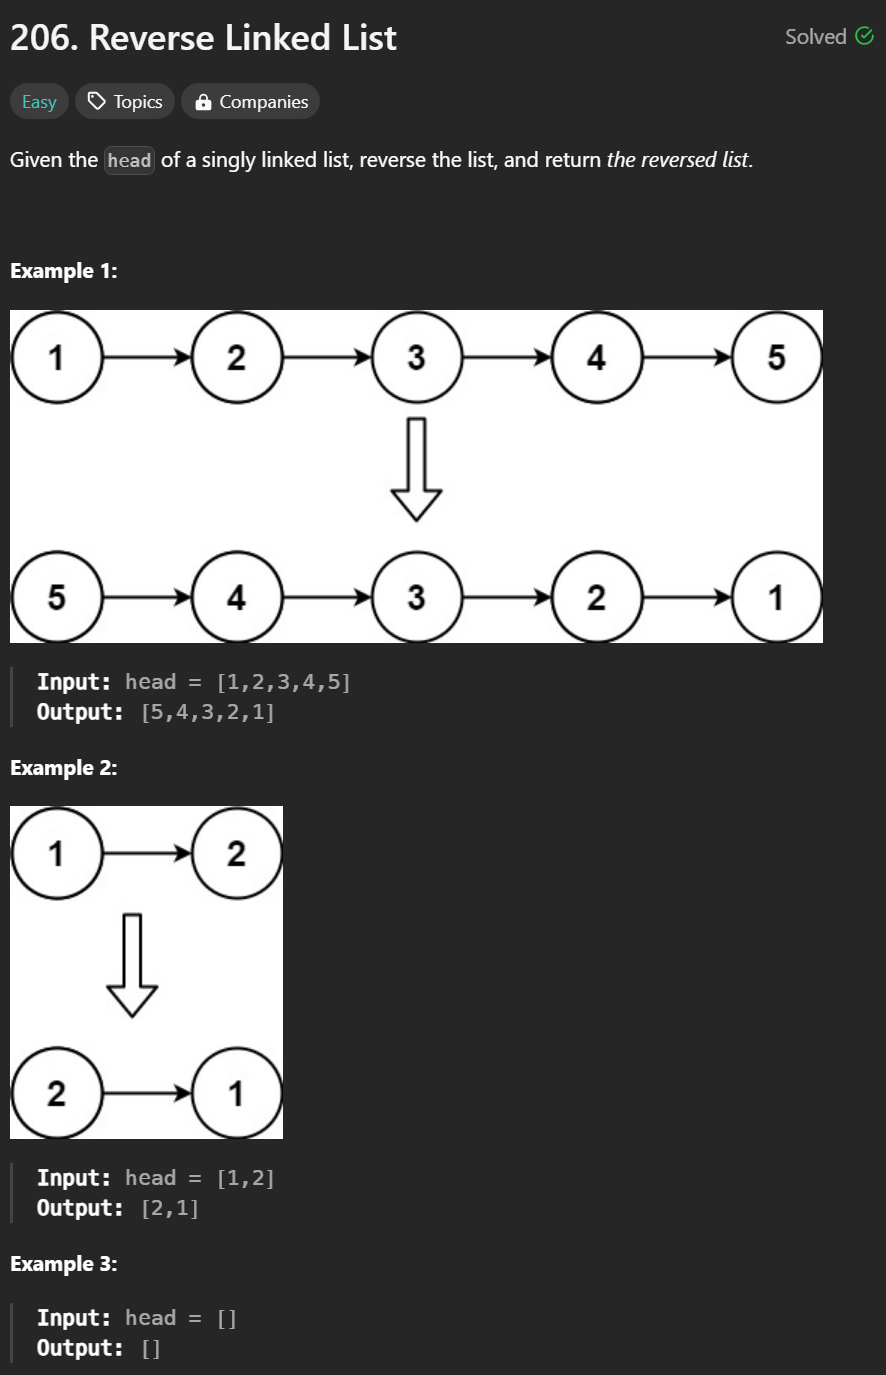 206. Reverse Linked List
Solved
Easy Topics Companies
Given the head of a singly linked list, reverse the list, and return the reversed list.
Example 1:
1 2 3 4 5
5 4 3 2 1
Input: head = [1,2,3,4,5]
Output: [5,4,3,2,1]
Example 2:
1 2
2 1
Input: head = [1,2]
Output: [2,1]
Example 3:
Input: head = []
Output: []